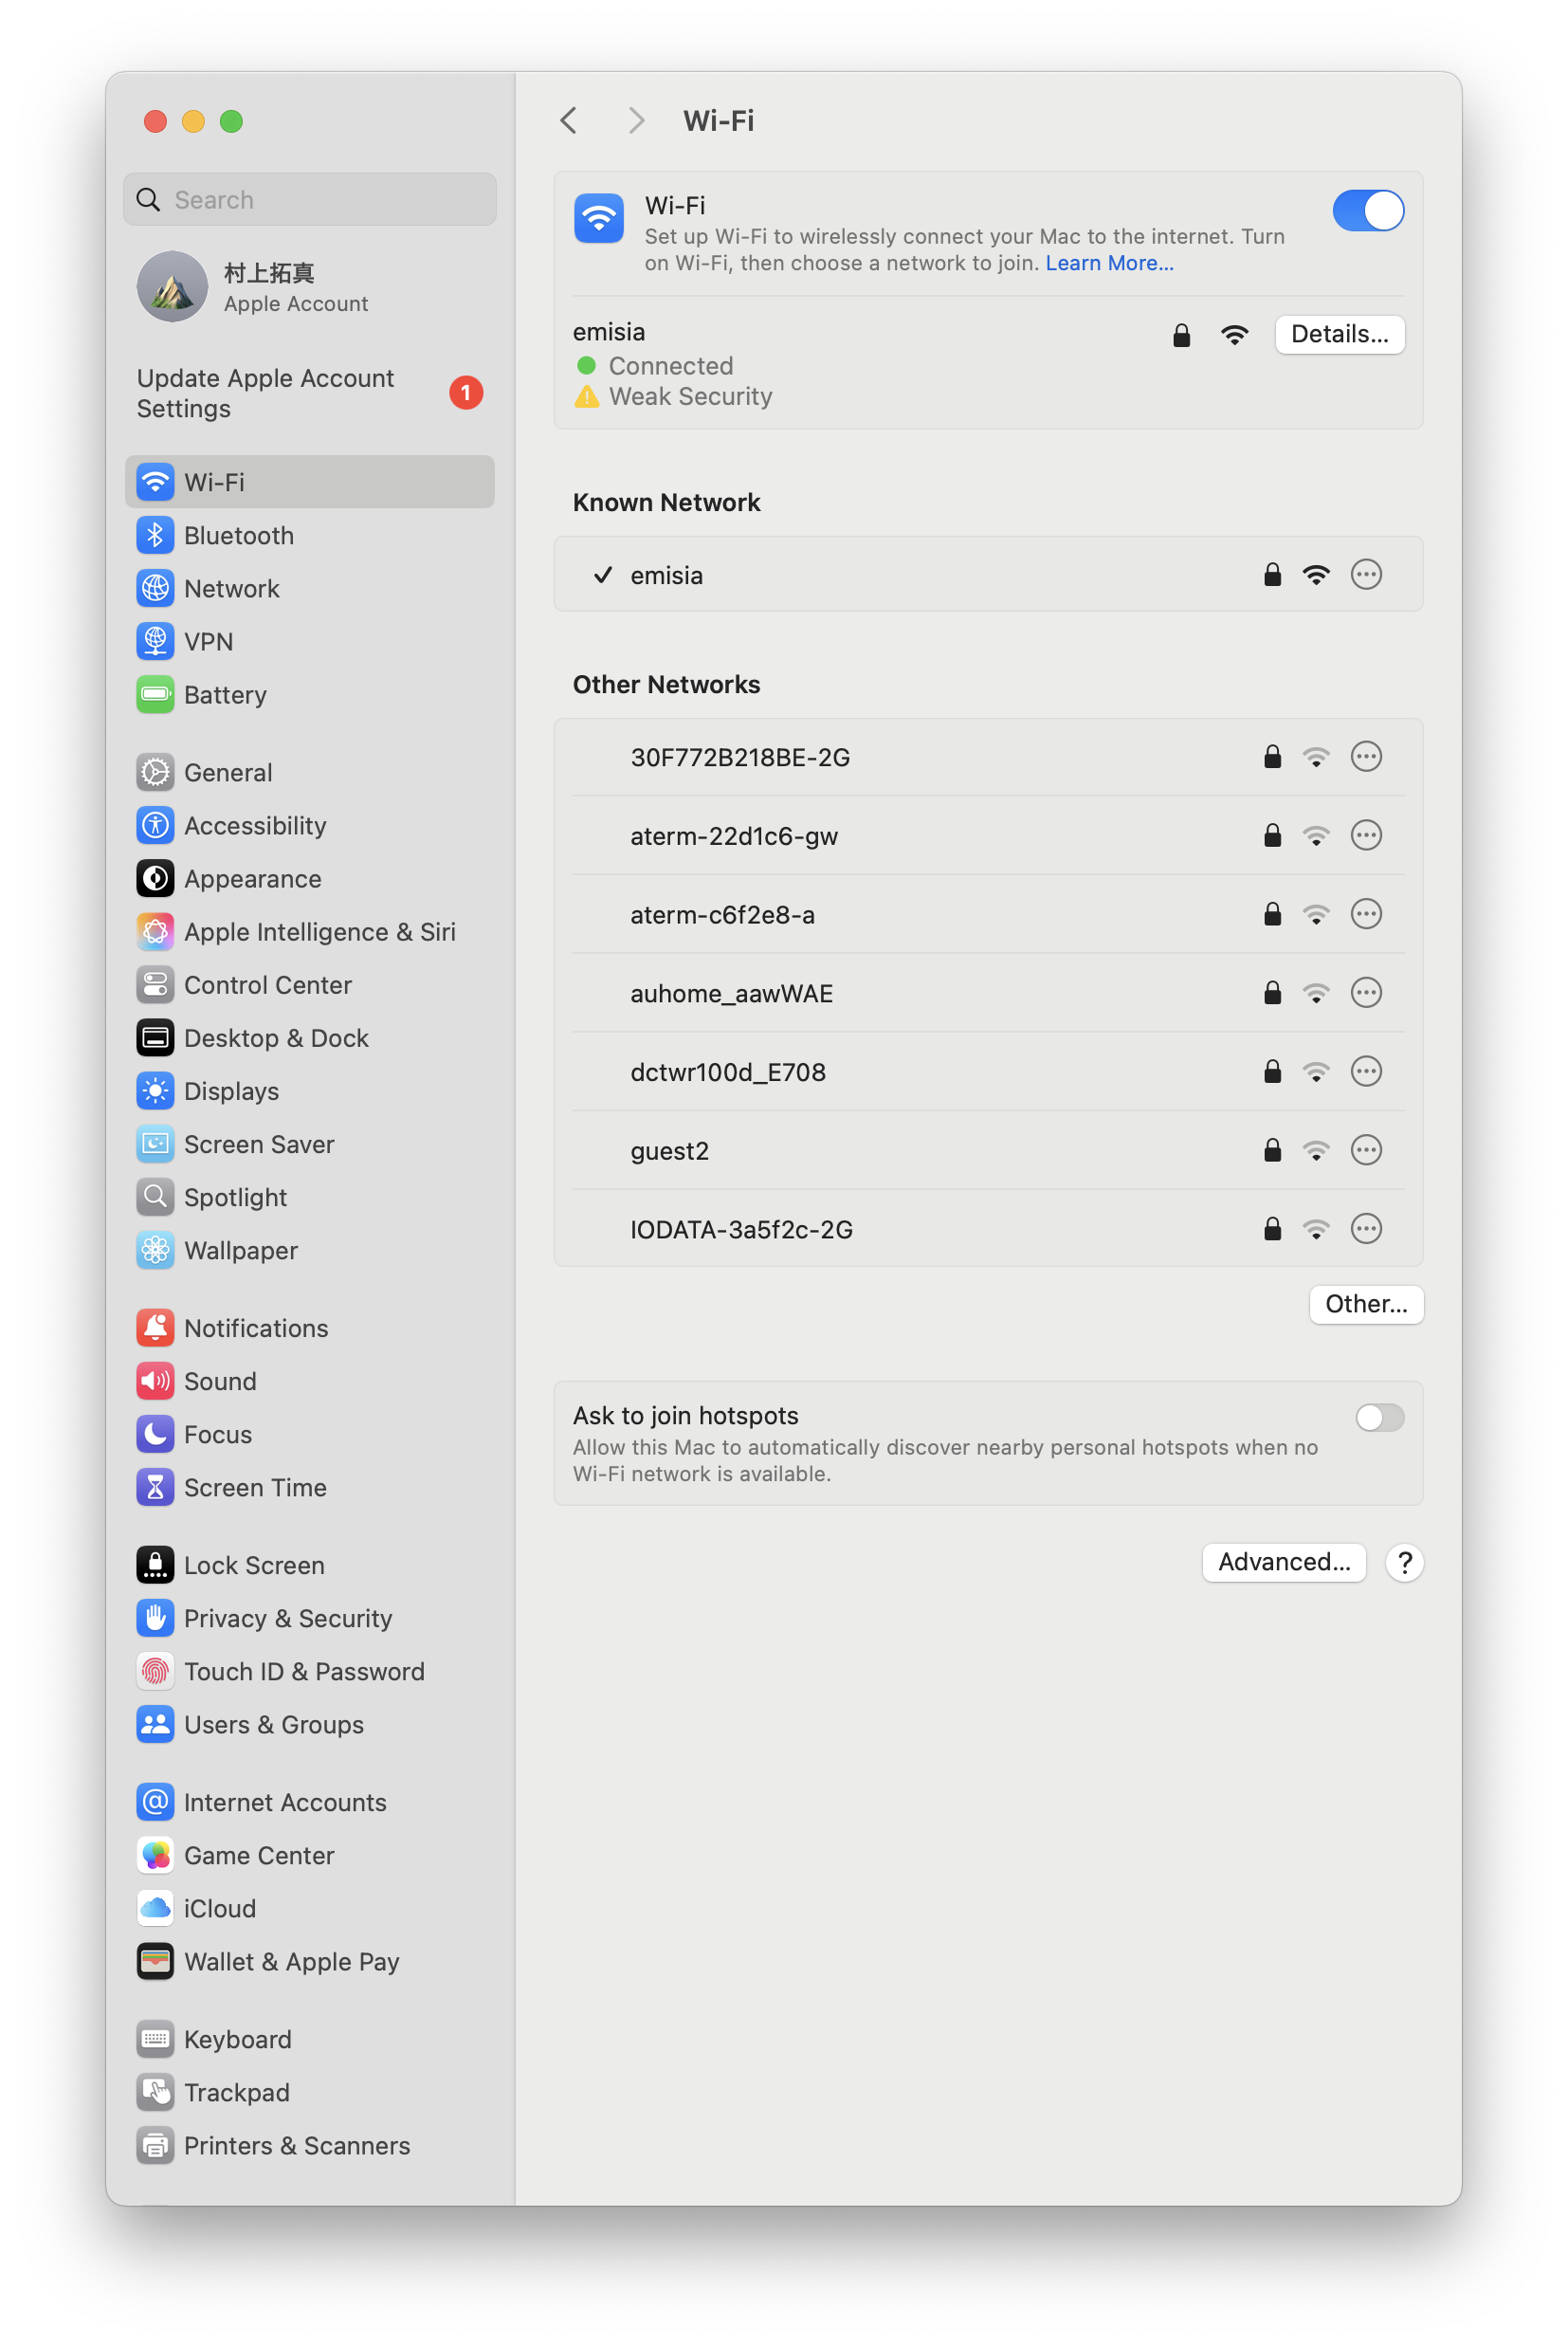 Search
村上拓真
Apple Account
Update Apple Account
Settings
1
Wi-Fi
Bluetooth
Network
VPN
Battery
General
Accessibility
Appearance
Apple Intelligence & Siri
Control Center
Desktop & Dock
Displays
Screen Saver
Spotlight
Wallpaper
Notifications
Sound
Focus
Screen Time
Lock Screen
Privacy & Security
Touch ID & Password
Users & Groups
Internet Accounts
Game Center
iCloud
Wallet & Apple Pay
Keyboard
Trackpad
Printers & Scanners
Wi-Fi
Wi-Fi
Set up Wi-Fi to wirelessly connect your Mac to the internet. Turn
on Wi-Fi, then choose a network to join. Learn More...
emisia
Details...
Connected
Weak Security
Known Network
emisia
Other Networks
30F772B218BE-2G
aterm-22d1c6-gw
aterm-c6f2e8-a
auhome_aawWAE
dctwr100d_E708
guest2
IODATA-3a5f2c-2G
Other...
Ask to join hotspots
Allow this Mac to automatically discover nearby personal hotspots when no
Wi-Fi network is available.
Advanced...
?